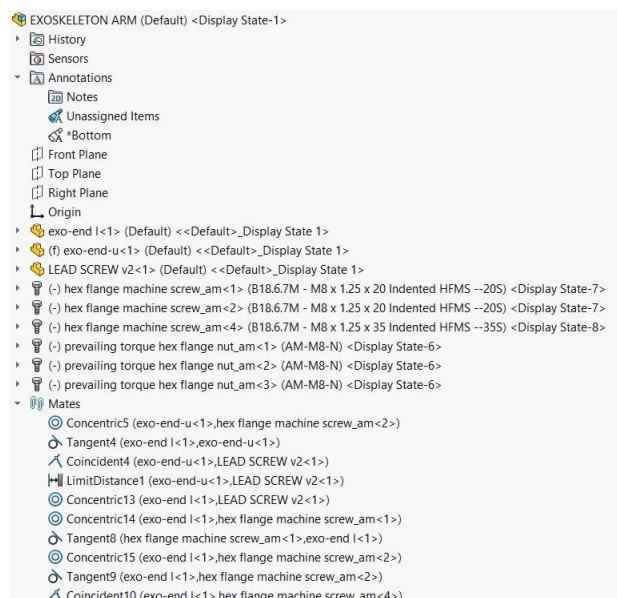 EXOSKELETON ARM (Default) <Display State-1>
History
Sensors
Annotations
2D Notes
Unassigned Items
*Bottom
Front Plane
Top Plane
Right Plane
Origin
exo-end l<1> (Default) <<Default>_Display State 1>
(f) exo-end-u<1> (Default) <<Default>_Display State 1>
LEAD SCREW v2<1> (Default) <<Default>_Display State 1>
(-) hex flange machine screw_am<1> (B18.6.7M - M8 x 1.25 x 20 Indented HFMS --20S) <Display State-7>
(-) hex flange machine screw_am<2> (B18.6.7M - M8 x 1.25 x 20 Indented HFMS --20S) <Display State-7>
(-) hex flange machine screw_am<4> (B18.6.7M - M8 x 1.25 x 35 Indented HFMS --35S) <Display State-8>
(-) prevailing torque hex flange nut_am<1> (AM-M8-N) <Display State-6>
(-) prevailing torque hex flange nut_am<2> (AM-M8-N) <Display State-6>
(-) prevailing torque hex flange nut_am<3> (AM-M8-N) <Display State-6>
Mates
Concentric5 (exo-end-u<1>,hex flange machine screw_am<2>)
Tangent4 (exo-end l<1>,exo-end-u<1>)
Coincident4 (exo-end-u<1>,LEAD SCREW v2<1>)
LimitDistance1 (exo-end-u<1>,LEAD SCREW v2<1>)
Concentric13 (exo-end l<1>,LEAD SCREW v2<1>)
Concentric14 (exo-end l<1>,hex flange machine screw_am<1>)
Tangent8 (hex flange machine screw_am<1>,exo-end l<1>)
Concentric15 (exo-end l<1>,hex flange machine screw_am<2>)
Tangent9 (exo-end l<1>,hex flange machine screw_am<2>)
Coincident10 (exo-end l<1>,hex flange machine screw_am<4>)